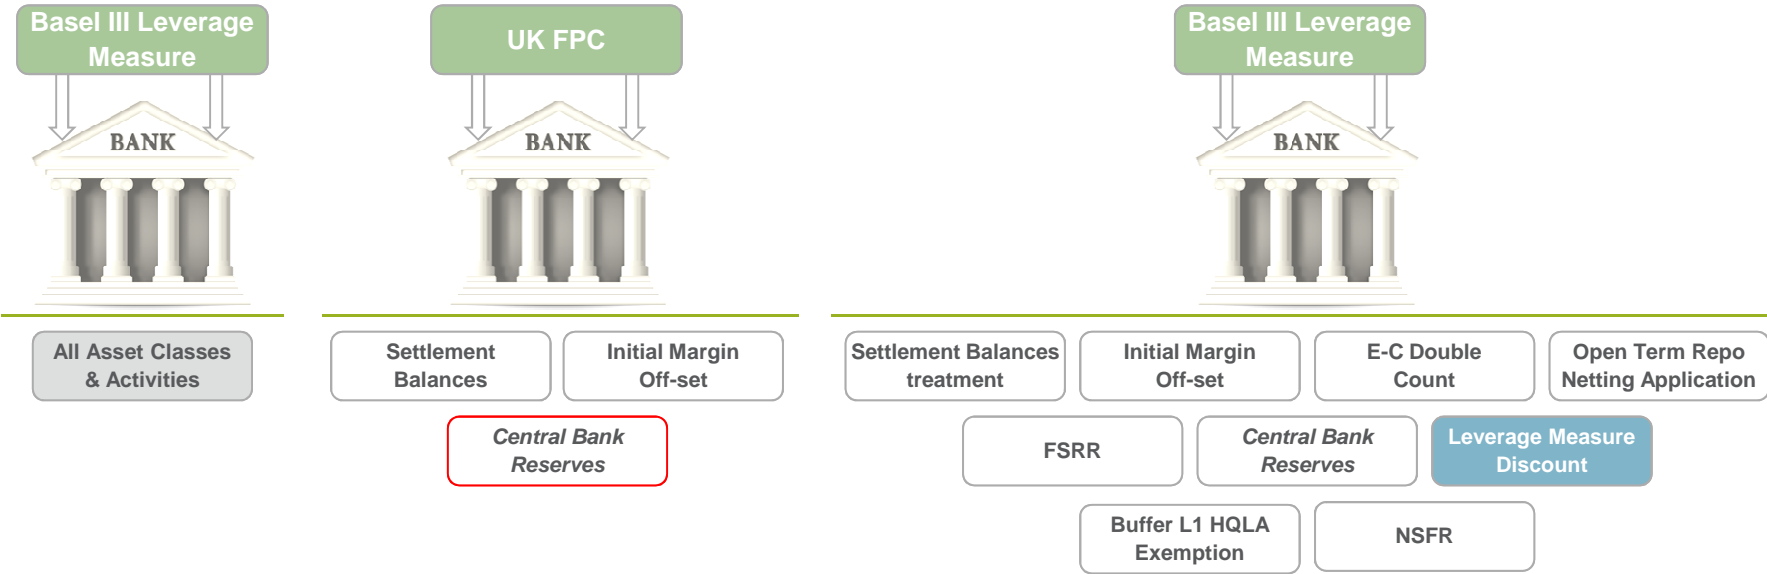 Basel III Leverage
Measure
BANK
All Asset Classes
& Activities
UK FPC
BANK
Settlement
Balances
Initial Margin
Off-set
Central Bank
Reserves
Basel III Leverage
Measure
BANK
Settlement Balances
treatment
Initial Margin
Off-set
E-C Double
Count
Open Term Repo
Netting Application
FSRR
Central Bank
Reserves
Leverage Measure
Discount
Buffer L1 HQLA
Exemption
NSFR